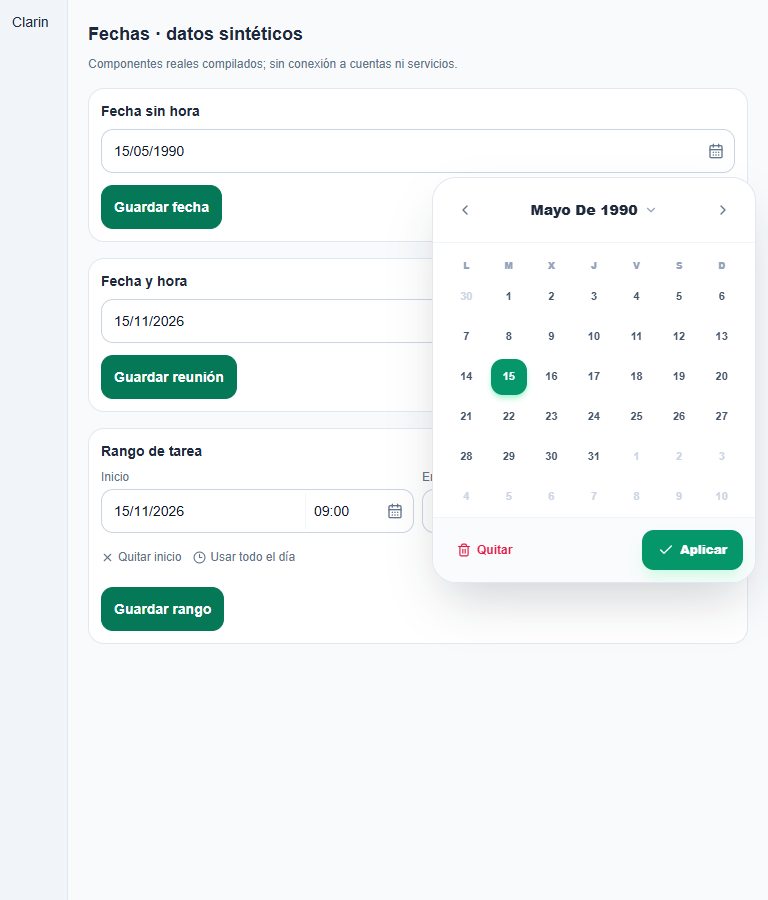 Clarin
Fechas · datos sintéticos
Componentes reales compilados; sin conexión a cuentas ni servicios.
Fecha sin hora
15/05/1990
Guardar fecha
Mayo De 1990
L M X J V S D
30 1 2 3 4 5 6
7 8 9 10 11 12 13
14 15 16 17 18 19 20
21 22 23 24 25 26 27
28 29 30 31 1 2 3
4 5 6 7 8 9 10
Quitar Aplicar
Fecha y hora
15/11/2026
Guardar reunión
Rango de tarea
Inicio
15/11/2026 09:00
Quitar inicio Usar todo el día
Guardar rango